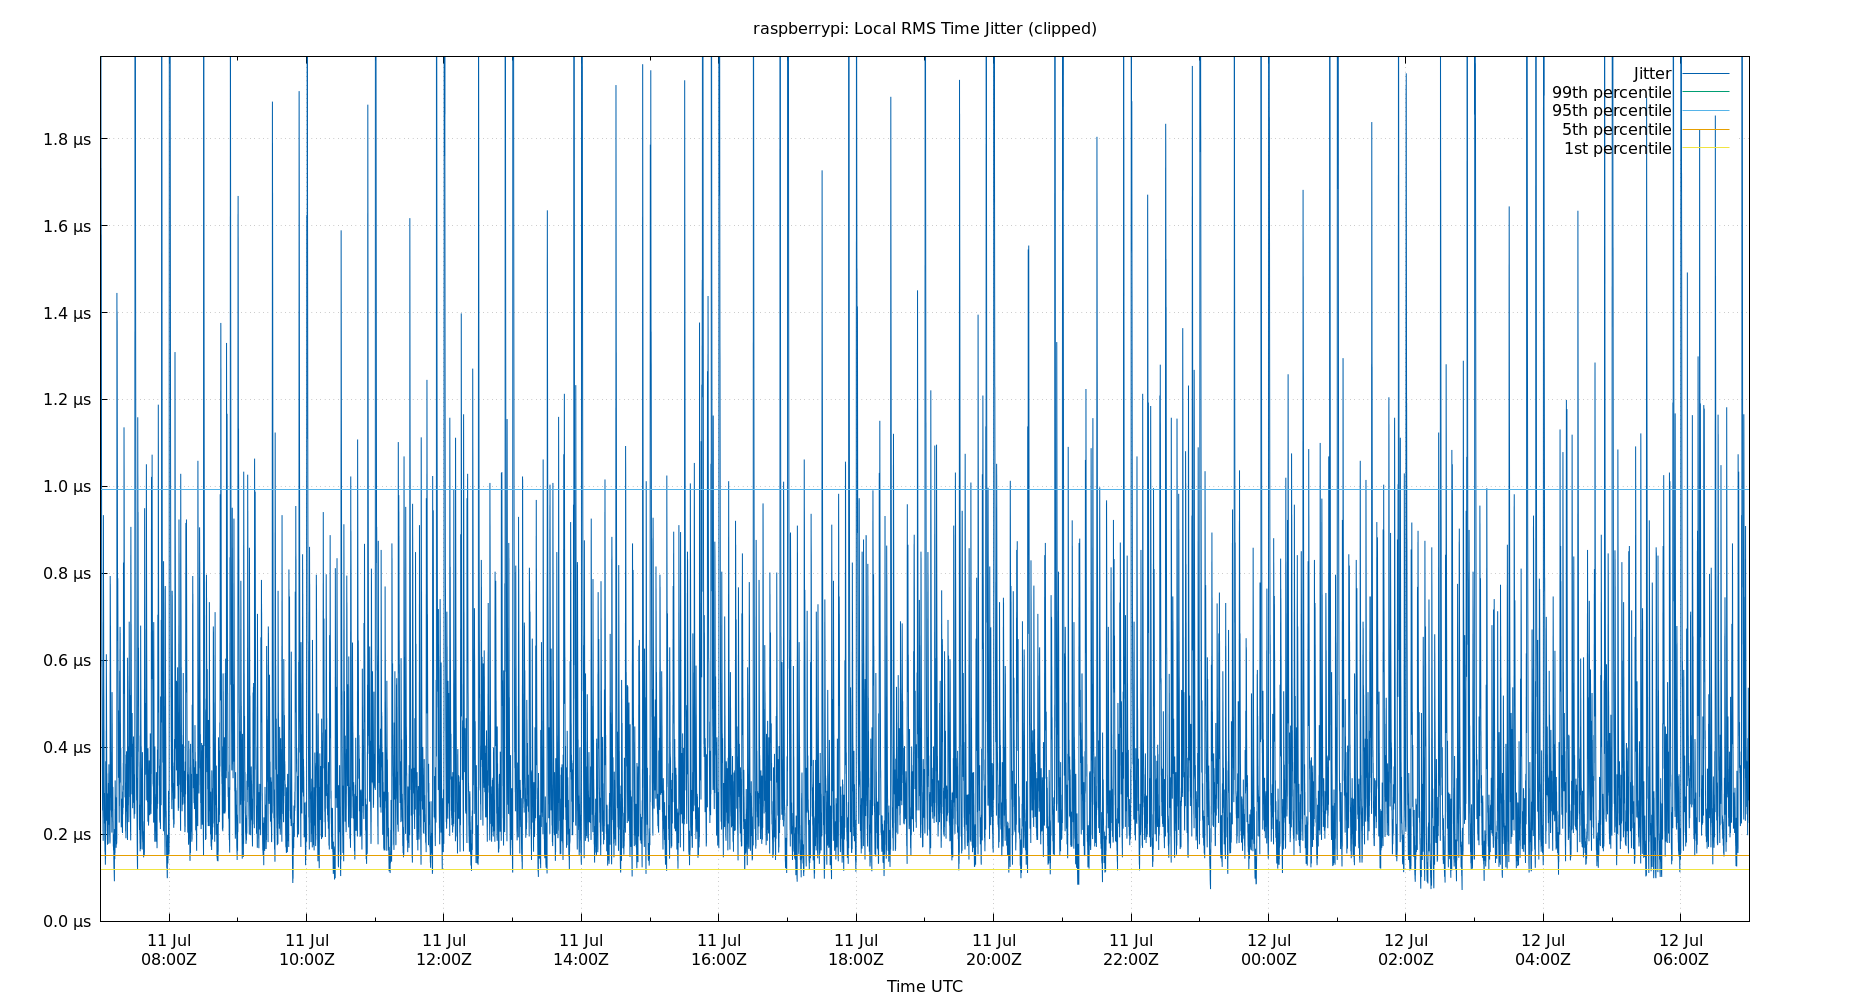 raspberrypi: Local RMS Time Jitter (clipped)
Jitter
99th percentile
95th percentile
5th percentile
1st percentile
1.8 μs
1.6 μs
1.4 μs
1.2 μs
1.0 μs
0.8 μs
0.6 μs
0.4 μs
0.2 μs
0.0 μs
11 Jul 11 Jul 11 Jul 11 Jul 11 Jul 11 Jul 11 Jul 11 Jul 12 Jul 12 Jul 12 Jul 12 Jul
08:00Z 10:00Z 12:00Z 14:00Z 16:00Z 18:00Z 20:00Z 22:00Z 00:00Z 02:00Z 04:00Z 06:00Z
Time UTC